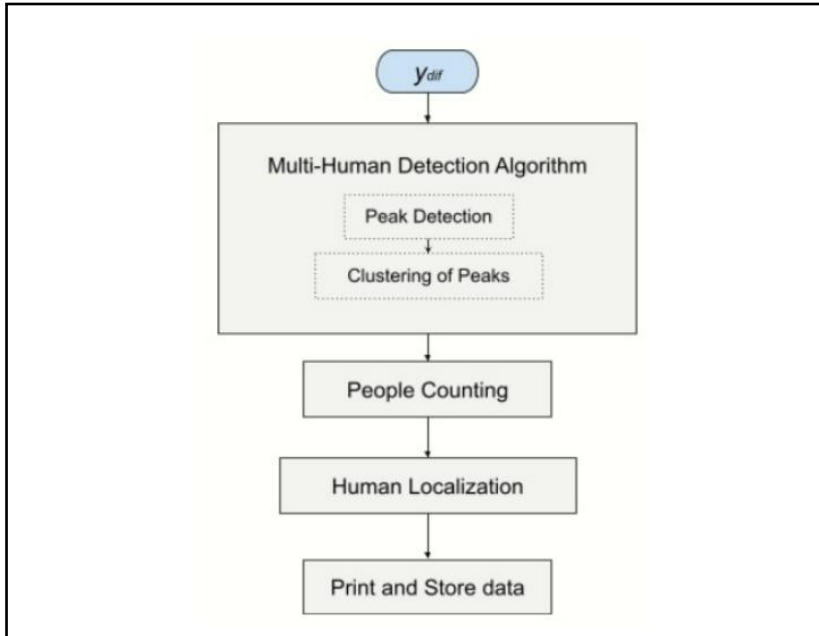 ydif
Multi-Human Detection Algorithm
Peak Detection
Clustering of Peaks
People Counting
Human Localization
Print and Store data